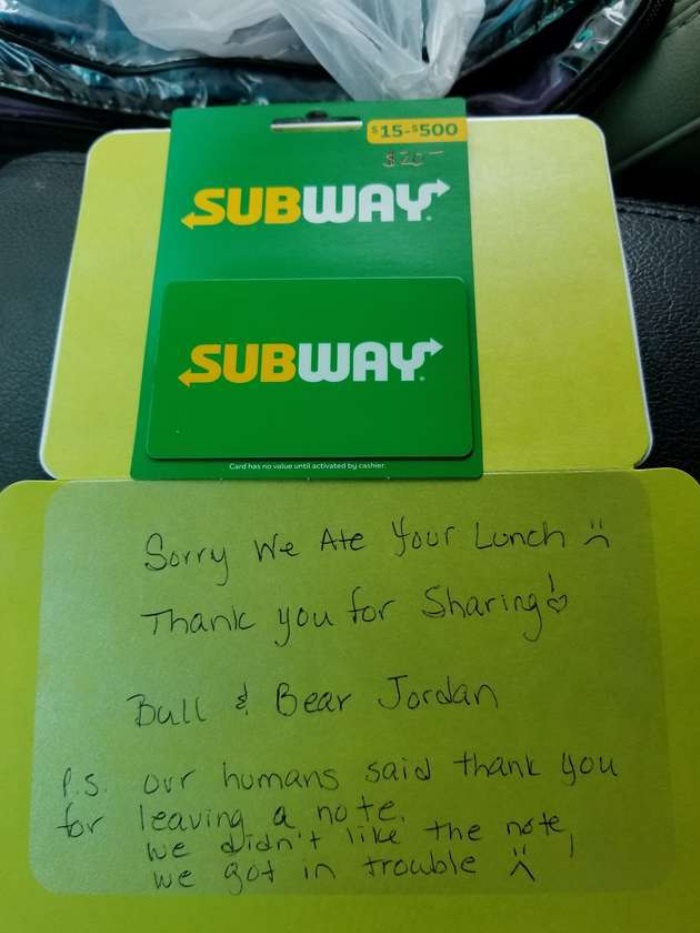 $15-$500
$20-
SUBWAY
SUBWAY
Card has no value until activated by cashier.
Sorry We Ate Your Lunch
Thank you for Sharing!
Bull & Bear Jordan
P.S. our humans said thank you
for leaving a note.
we didn't like the note,
we got in trouble